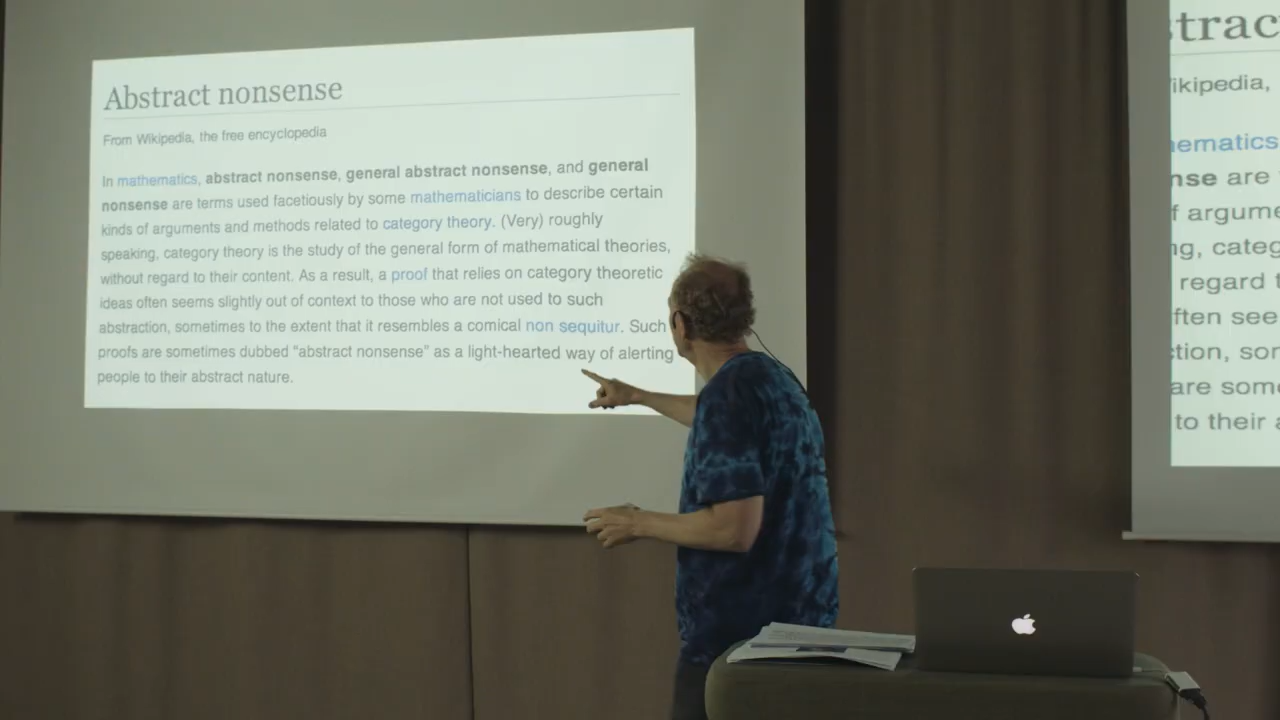 Abstract nonsense
From Wikipedia, the free encyclopedia
In mathematics, abstract nonsense, general abstract nonsense, and general
nonsense are terms used facetiously by some mathematicians to describe certain
kinds of arguments and methods related to category theory. (Very) roughly
speaking, category theory is the study of the general form of mathematical theories,
without regard to their content. As a result, a proof that relies on category theoretic
ideas often seems slightly out of context to those who are not used to such
abstraction, sometimes to the extent that it resembles a comical non sequitur. Such
proofs are sometimes dubbed "abstract nonsense" as a light-hearted way of alerting
people to their abstract nature.
strac
ikipedia,
ematics
nse are
f argume
ng, categ
regard t
ften see
tion, sor
are some
to their a